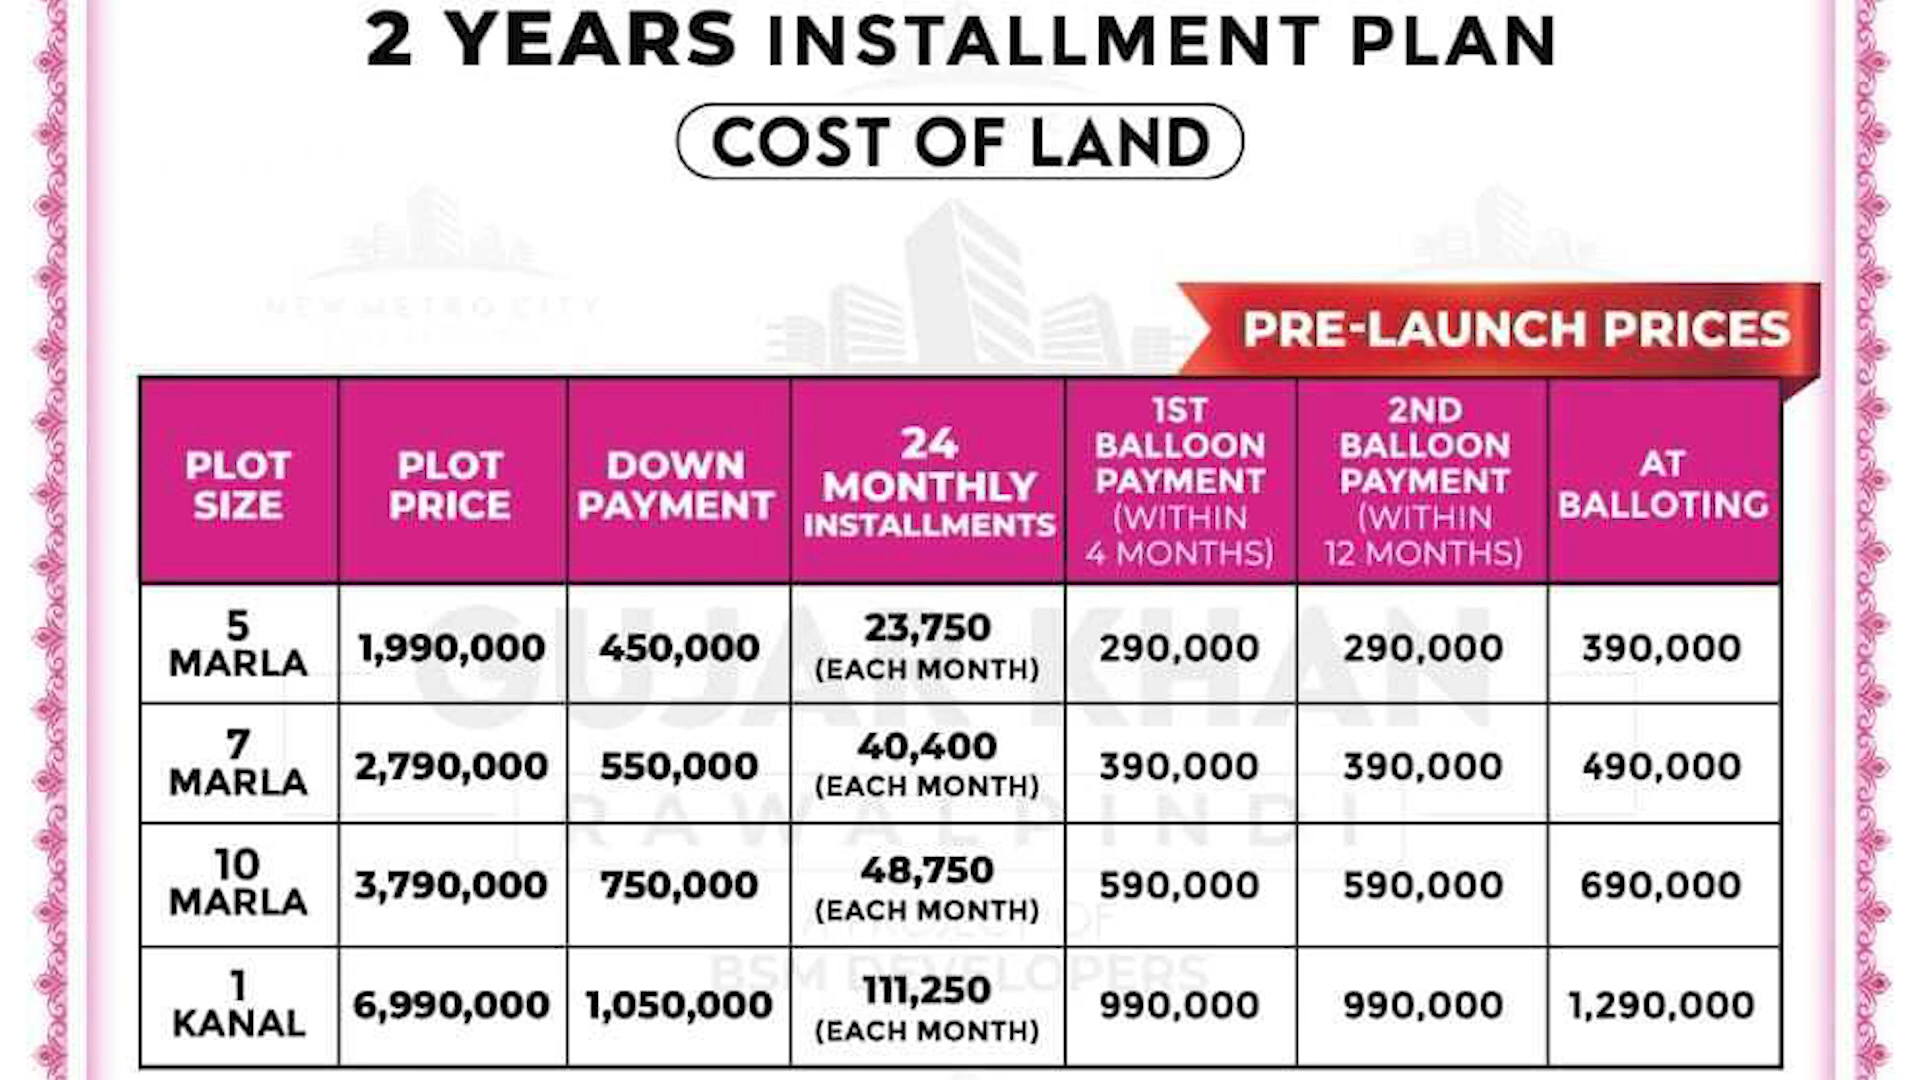 2 YEARS INSTALLMENT PLAN
COST OF LAND
NEW METRO CITY
PRE-LAUNCH PRICES
PLOT SIZE
PLOT PRICE
DOWN PAYMENT
24 MONTHLY INSTALLMENTS
1ST BALLOON PAYMENT (WITHIN 4 MONTHS)
2ND BALLOON PAYMENT (WITHIN 12 MONTHS)
AT BALLOTING
5 MARLA
1,990,000
450,000
23,750 (EACH MONTH)
290,000
290,000
390,000
7 MARLA
2,790,000
550,000
40,400 (EACH MONTH)
390,000
390,000
490,000
10 MARLA
3,790,000
750,000
48,750 (EACH MONTH)
590,000
590,000
690,000
1 KANAL
6,990,000
1,050,000
111,250 (EACH MONTH)
990,000
990,000
1,290,000
GUJAR KHAN
RAWALPINDI
A PROJECT OF
BSM DEVELOPERS